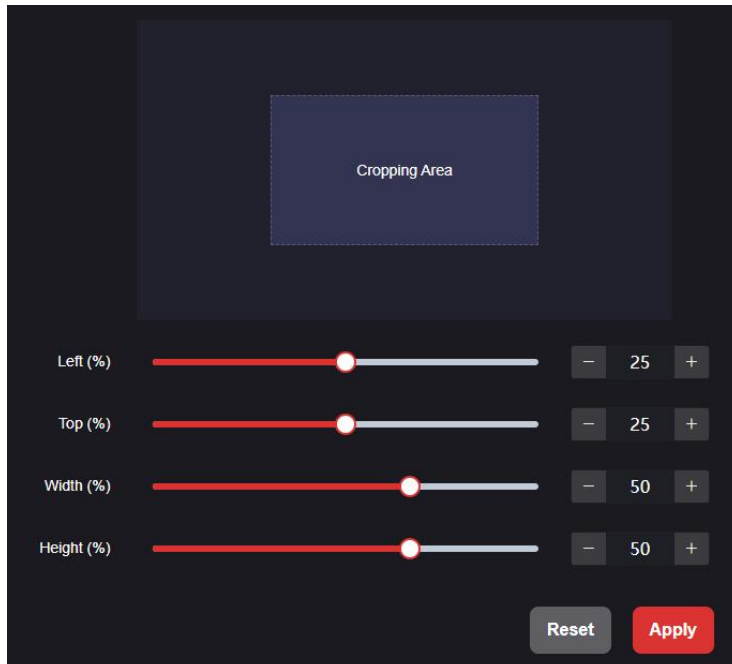 Cropping Area
Left (%) − 25 +
Top (%) − 25 +
Width (%) − 50 +
Height (%) − 50 +
Reset Apply